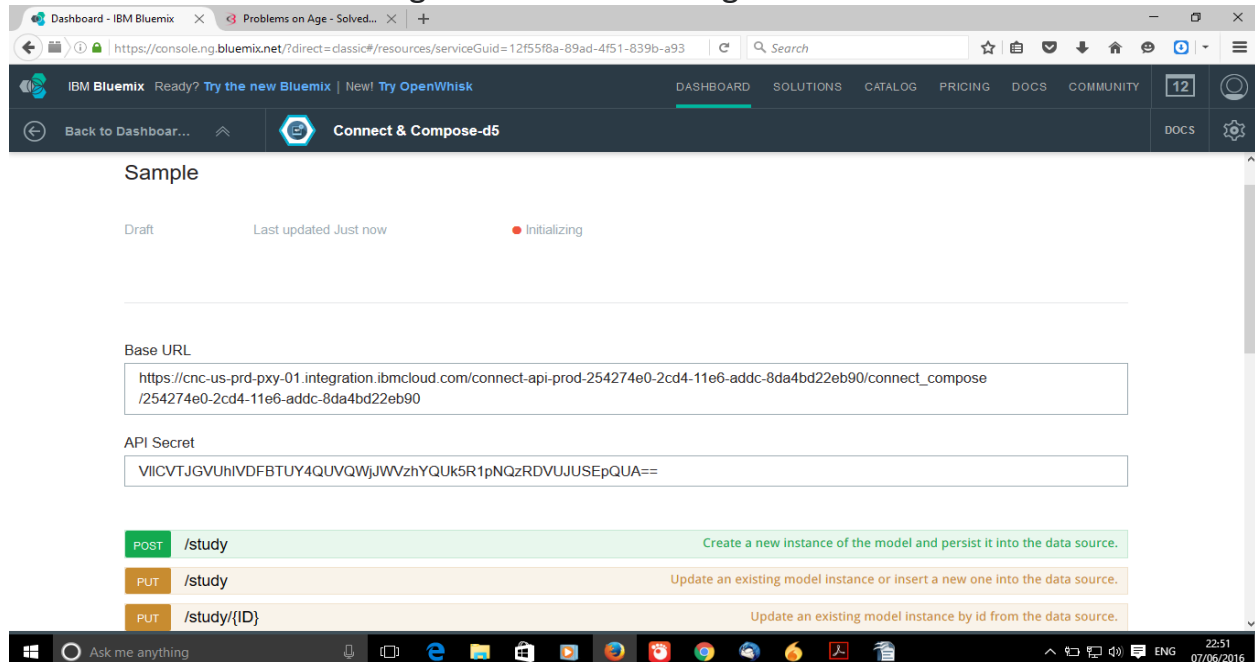 Dashboard - IBM Bluemix
Problems on Age - Solved...
https://console.ng.bluemix.net/?direct=classic#/resources/serviceGuid=12f55f8a-89ad-4f51-839b-a93
Search
IBM Bluemix Ready? Try the new Bluemix | New! Try OpenWhisk
DASHBOARD SOLUTIONS CATALOG PRICING DOCS COMMUNITY 12
Back to Dashboar...
Connect & Compose-d5
DOCS
Sample
Draft Last updated Just now Initializing
Base URL
https://cnc-us-prd-pxy-01.integration.ibmcloud.com/connect-api-prod-254274e0-2cd4-11e6-addc-8da4bd22eb90/connect_compose
/254274e0-2cd4-11e6-addc-8da4bd22eb90
API Secret
VIICVTJGVUhIVDFBTUY4QUVQWjJWVzhYQUk5R1pNQzRDVUJUSEpQUA==
POST /study Create a new instance of the model and persist it into the data source.
PUT /study Update an existing model instance or insert a new one into the data source.
PUT /study/{ID} Update an existing model instance by id from the data source.
Ask me anything
ENG
22:51
07/06/2016